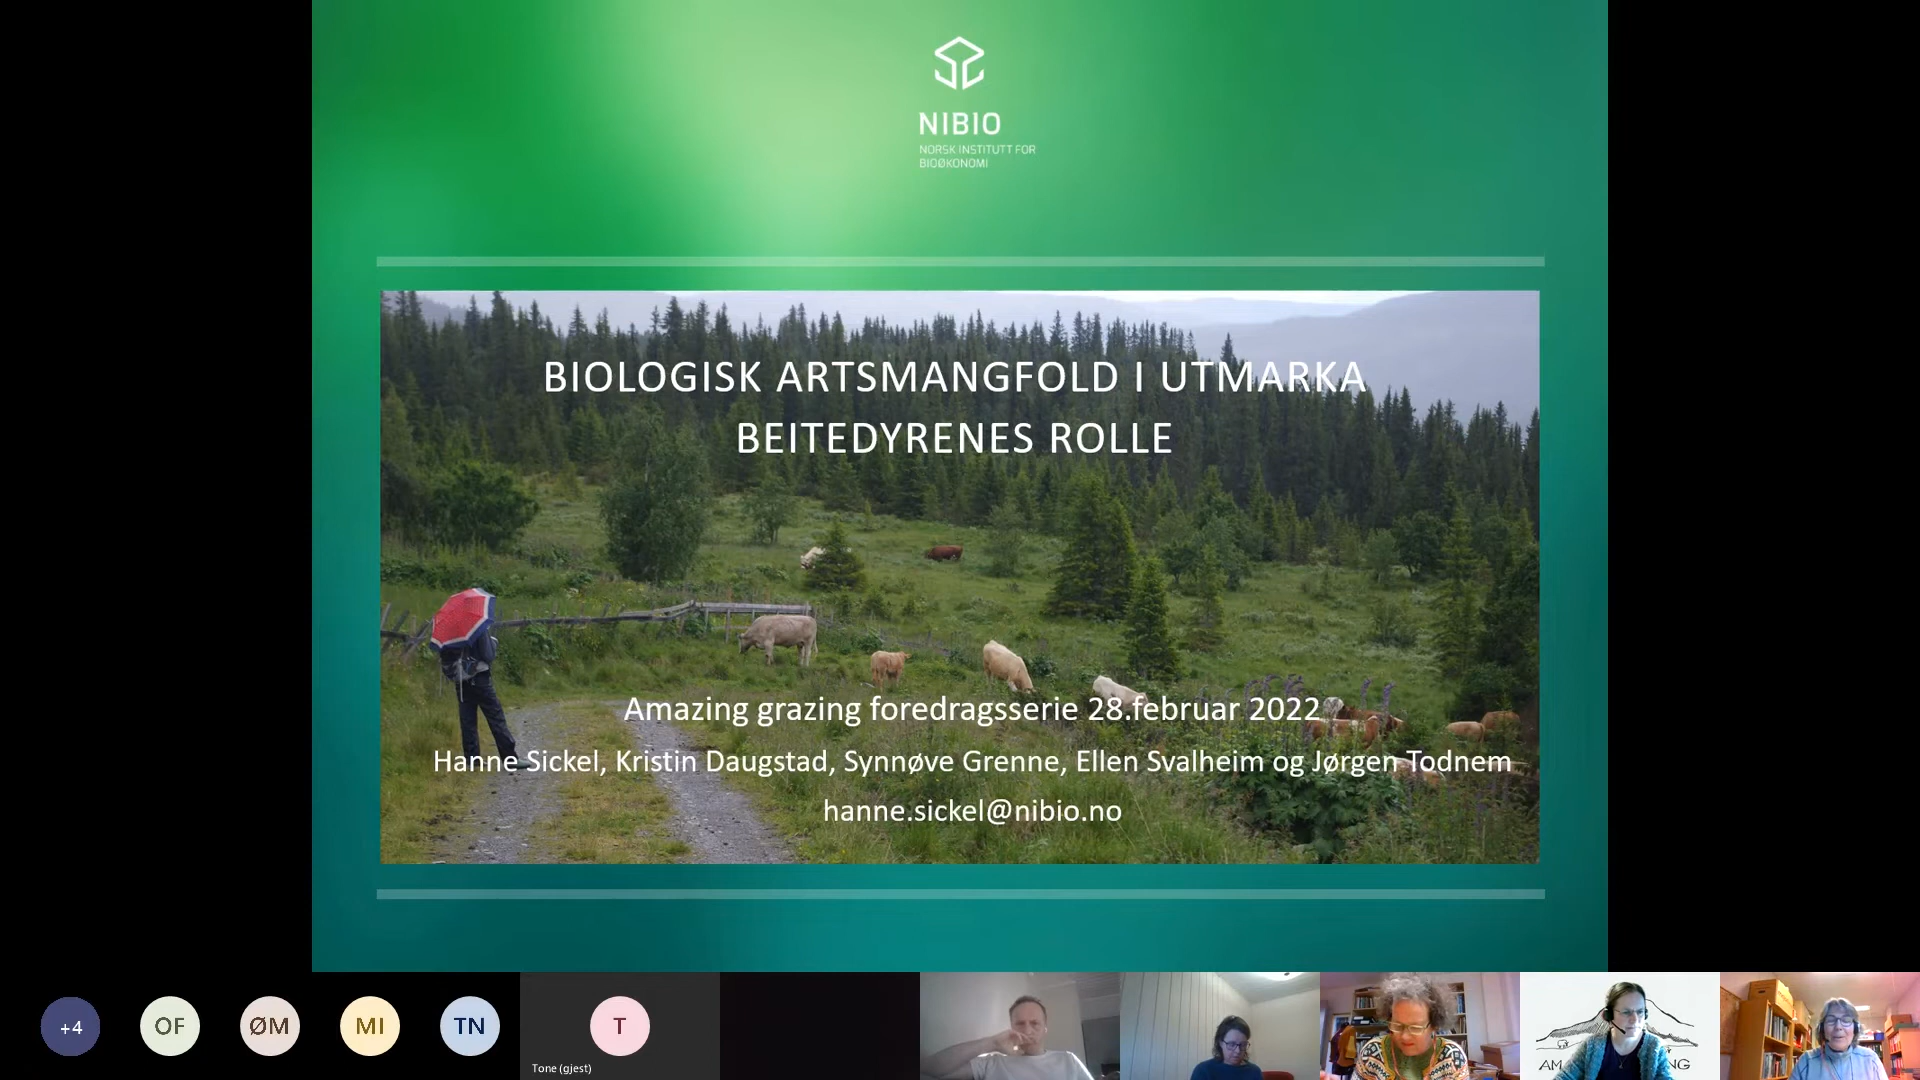 NIBIO
NORSK INSTITUTT FOR
BIOØKONOMI
BIOLOGISK ARTSMANGFOLD I UTMARKA
BEITEDYRENES ROLLE
Amazing grazing foredragsserie 28.februar 2022
Hanne Sickel, Kristin Daugstad, Synnøve Grenne, Ellen Svalheim og Jørgen Todnem
hanne.sickel@nibio.no
+4
OF
ØM
MI
TN
T
Tone (gjest)
AM
NG